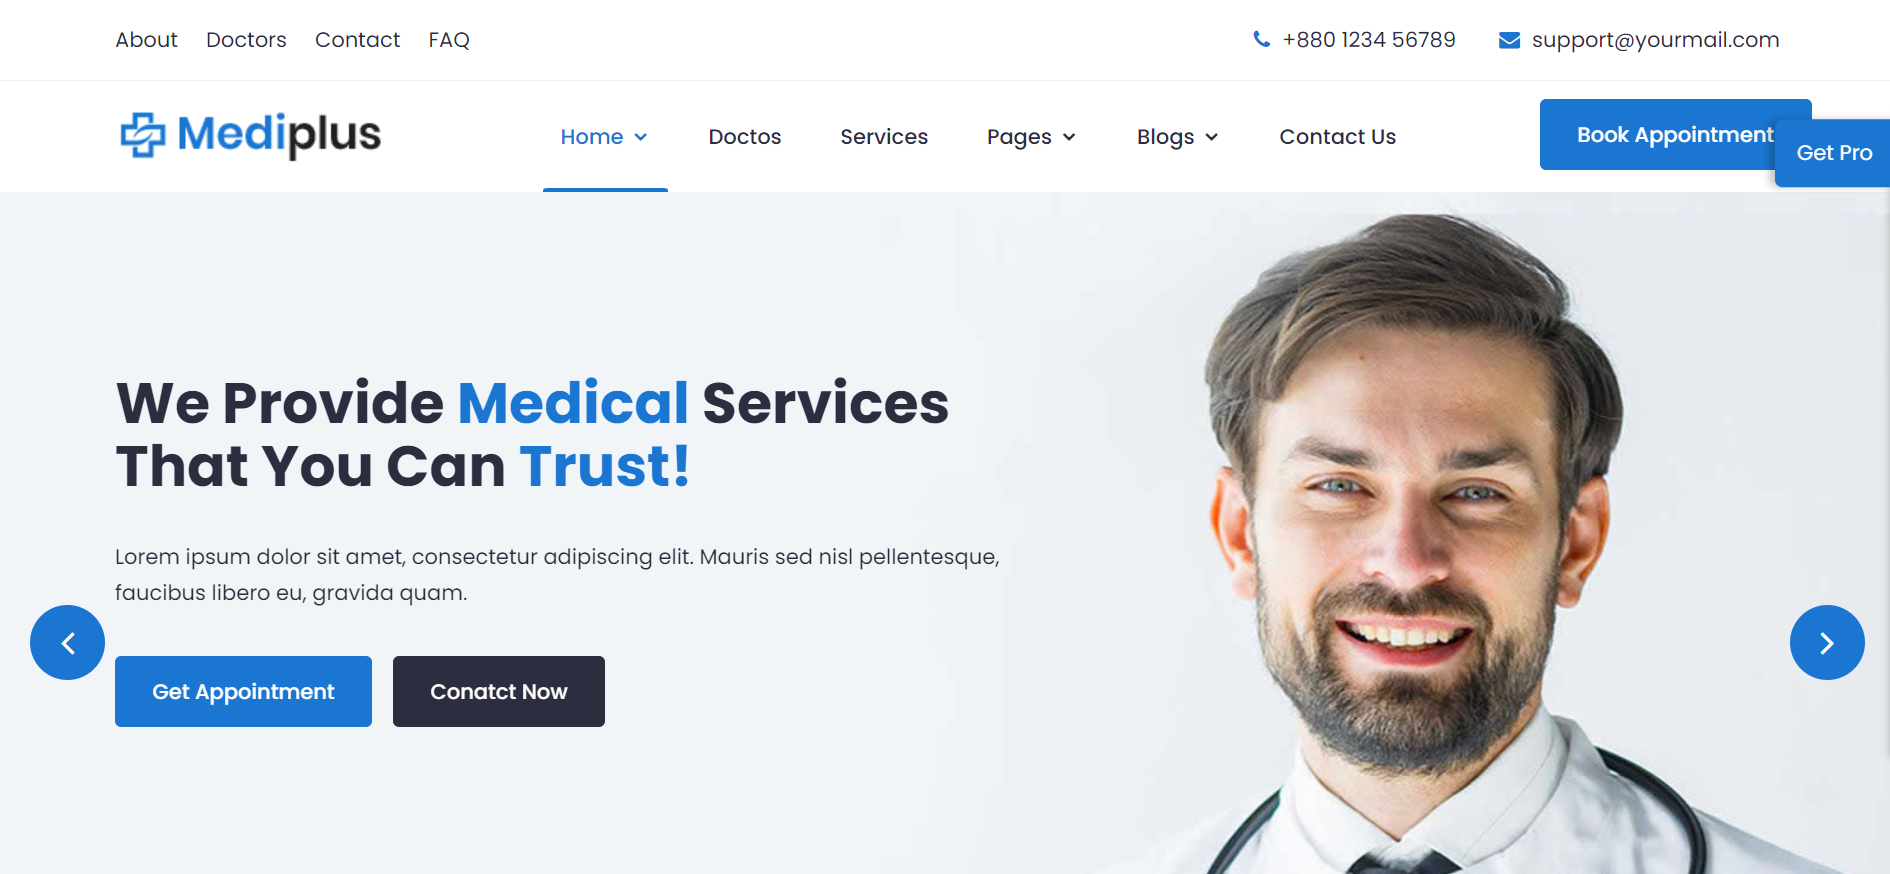 About Doctors Contact FAQ +880 1234 56789 support@yourmail.com
Mediplus Home Doctos Services Pages Blogs Contact Us Book Appointment Get Pro
We Provide Medical Services
That You Can Trust!
Lorem ipsum dolor sit amet, consectetur adipiscing elit. Mauris sed nisl pellentesque,
faucibus libero eu, gravida quam.
Get Appointment Conatct Now